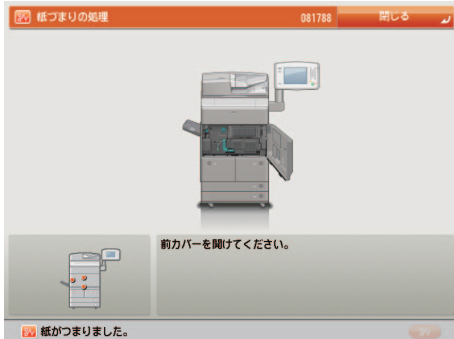 紙づまりの処理
081788
閉じる
前カバーを開けてください。
紙がつまりました。